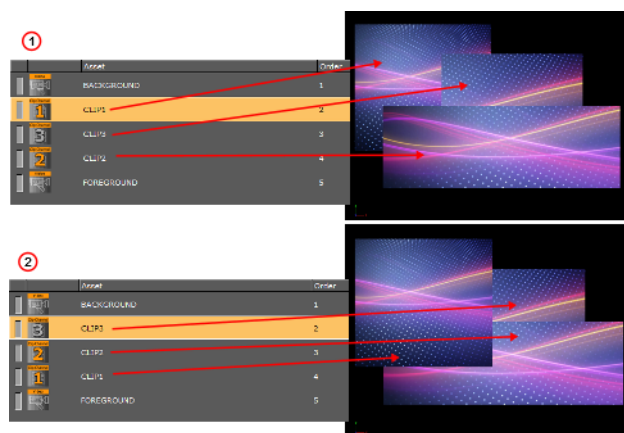 1
Asset Order
BACKGROUND 1
1 CLIP1 2
3 CLIP3 3
2 CLIP2 4
FOREGROUND 5
2
Asset Order
BACKGROUND 1
3 CLIP3 2
2 CLIP2 3
1 CLIP1 4
FOREGROUND 5